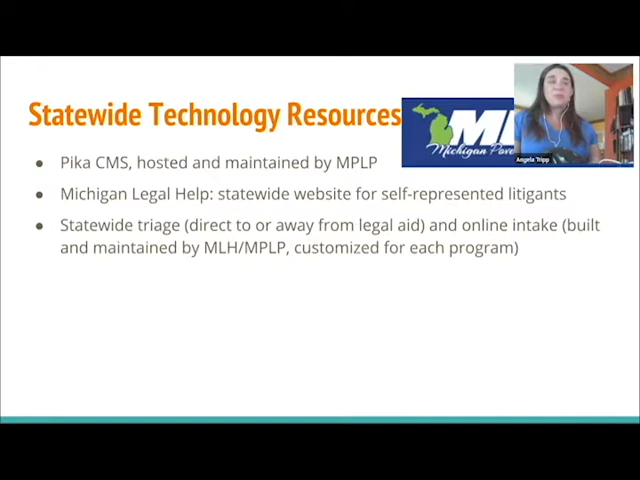 Statewide Technology Resources
M
Michigan Pove
Angela Tripp
● Pika CMS, hosted and maintained by MPLP
● Michigan Legal Help: statewide website for self-represented litigants
● Statewide triage (direct to or away from legal aid) and online intake (built
and maintained by MLH/MPLP, customized for each program)